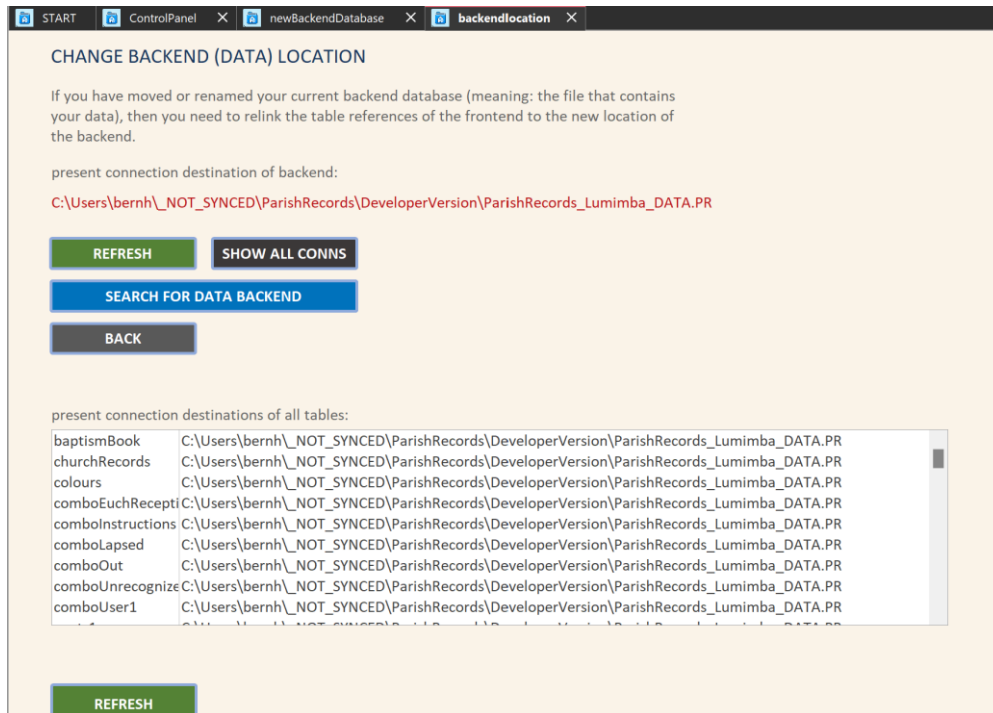 START ControlPanel newBackendDatabase backendlocation
CHANGE BACKEND (DATA) LOCATION
If you have moved or renamed your current backend database (meaning: the file that contains
your data), then you need to relink the table references of the frontend to the new location of
the backend.
present connection destination of backend:
C:\Users\bernh\_NOT_SYNCED\ParishRecords\DeveloperVersion\ParishRecords_Lumimba_DATA.PR
REFRESH SHOW ALL CONNS
SEARCH FOR DATA BACKEND
BACK
present connection destinations of all tables:
baptismBook C:\Users\bernh\_NOT_SYNCED\ParishRecords\DeveloperVersion\ParishRecords_Lumimba_DATA.PR
churchRecords C:\Users\bernh\_NOT_SYNCED\ParishRecords\DeveloperVersion\ParishRecords_Lumimba_DATA.PR
colours C:\Users\bernh\_NOT_SYNCED\ParishRecords\DeveloperVersion\ParishRecords_Lumimba_DATA.PR
comboEuchRecepti C:\Users\bernh\_NOT_SYNCED\ParishRecords\DeveloperVersion\ParishRecords_Lumimba_DATA.PR
comboInstructions C:\Users\bernh\_NOT_SYNCED\ParishRecords\DeveloperVersion\ParishRecords_Lumimba_DATA.PR
comboLapsed C:\Users\bernh\_NOT_SYNCED\ParishRecords\DeveloperVersion\ParishRecords_Lumimba_DATA.PR
comboOut C:\Users\bernh\_NOT_SYNCED\ParishRecords\DeveloperVersion\ParishRecords_Lumimba_DATA.PR
comboUnrecognize C:\Users\bernh\_NOT_SYNCED\ParishRecords\DeveloperVersion\ParishRecords_Lumimba_DATA.PR
comboUser1 C:\Users\bernh\_NOT_SYNCED\ParishRecords\DeveloperVersion\ParishRecords_Lumimba_DATA.PR
REFRESH